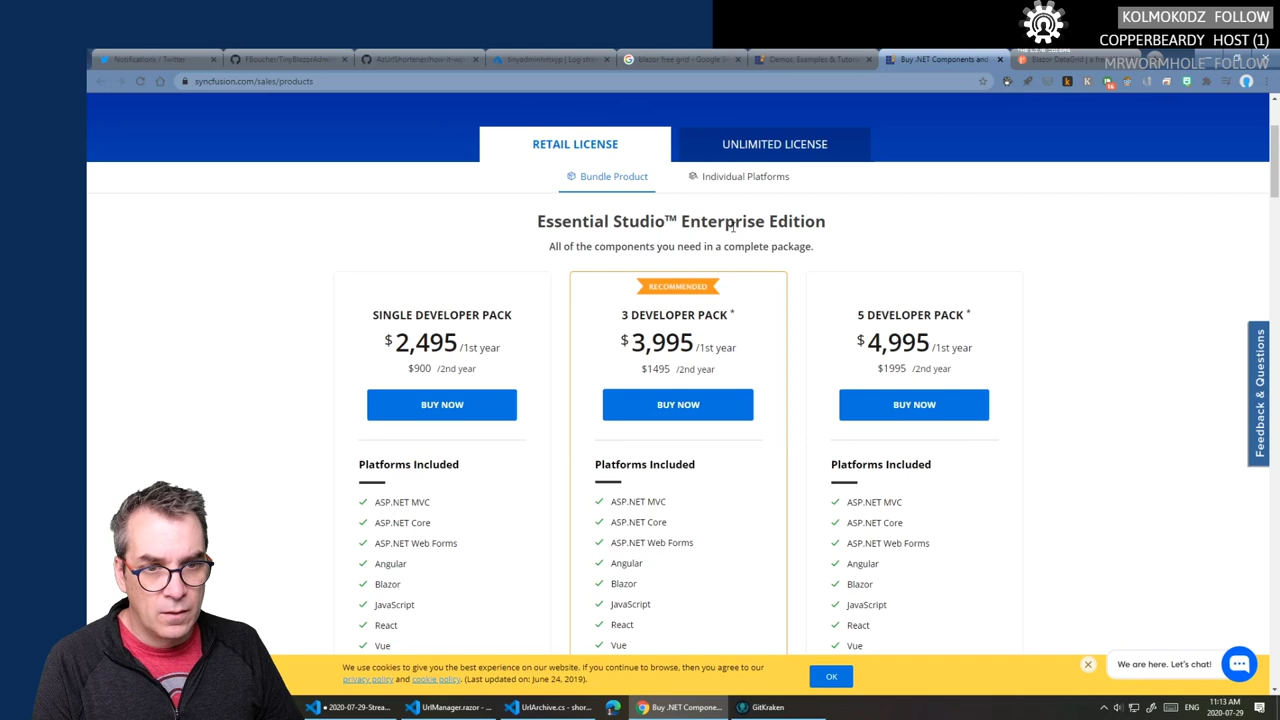 KOLMOK0DZ FOLLOW
COPPERBEARDY HOST (1)
MRWORMHOLE FOLLOW
Notifications / Twitter
FBoucher/TinyBlazorAdm
AzUrlShortener/how-it-w
tinyadminhetsyp | Log stre
blazor free grid - Google S
Demos, Examples & Tutori
Buy .NET Components and
Blazor DataGrid | a free
syncfusion.com/sales/products
RETAIL LICENSE
UNLIMITED LICENSE
Bundle Product
Individual Platforms
Essential Studio™ Enterprise Edition
All of the components you need in a complete package.
RECOMMENDED
SINGLE DEVELOPER PACK
$2,495 /1st year
$900 /2nd year
BUY NOW
Platforms Included
ASP.NET MVC
ASP.NET Core
ASP.NET Web Forms
Angular
Blazor
JavaScript
React
Vue
3 DEVELOPER PACK *
$3,995 /1st year
$1495 /2nd year
BUY NOW
Platforms Included
ASP.NET MVC
ASP.NET Core
ASP.NET Web Forms
Angular
Blazor
JavaScript
React
Vue
5 DEVELOPER PACK *
$4,995 /1st year
$1995 /2nd year
BUY NOW
Platforms Included
ASP.NET MVC
ASP.NET Core
ASP.NET Web Forms
Angular
Blazor
JavaScript
React
Vue
Feedback & Questions
We use cookies to give you the best experience on our website. If you continue to browse, then you agree to our
privacy policy and cookie policy. (Last updated on: June 24, 2019).
OK
We are here. Let's chat!
2020-07-29-Strea...
UrlManager.razor - ...
UrlArchive.cs - shor...
Buy .NET Compone...
GitKraken
ENG
11:13 AM
2020-07-29